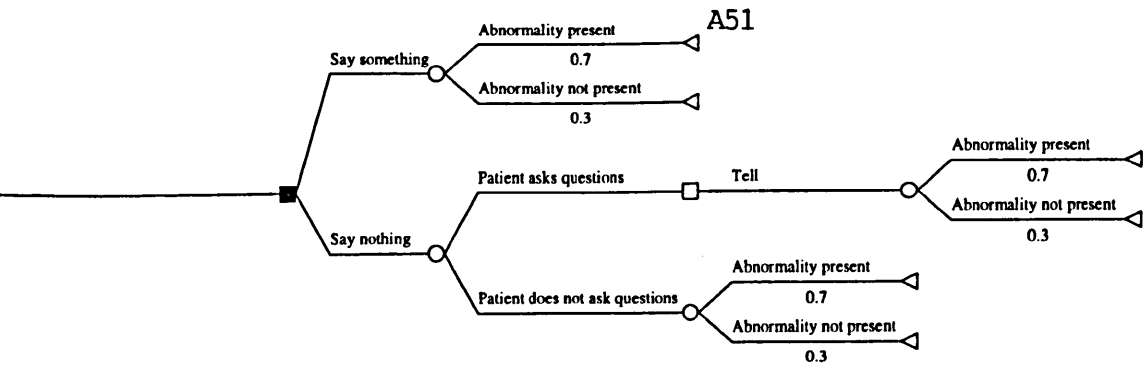 A51
Abnormality present
0.7
Say something
Abnormality not present
0.3
Abnormality present
0.7
Patient asks questions
Tell
Abnormality not present
0.3
Say nothing
Abnormality present
0.7
Patient does not ask questions
Abnormality not present
0.3